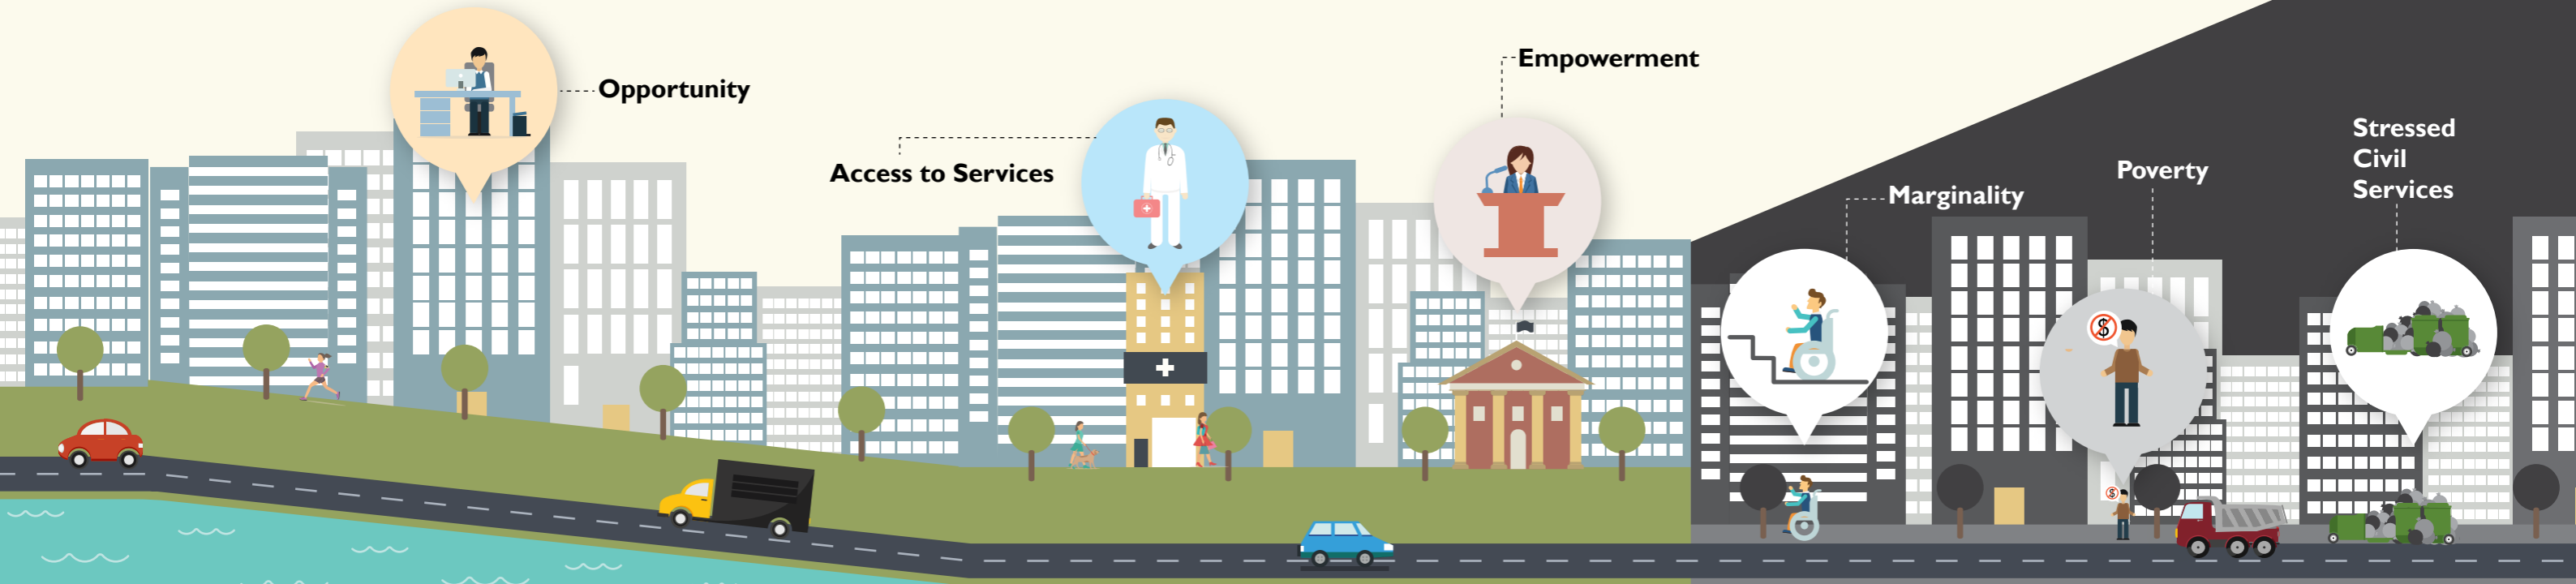 Opportunity
Access to Services
Empowerment
Marginality
Poverty
Stressed
Civil
Services
$
$